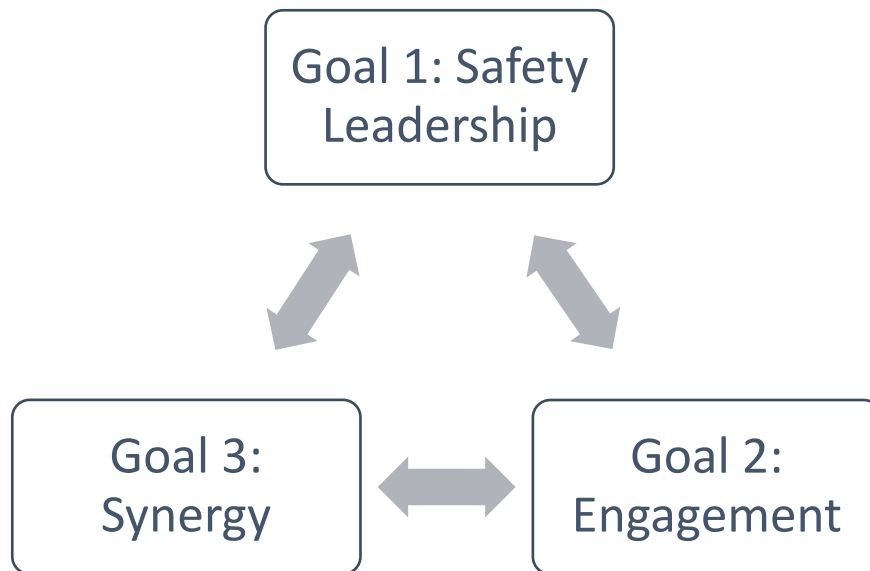 Goal 1: Safety
Leadership
Goal 3:
Synergy
Goal 2:
Engagement